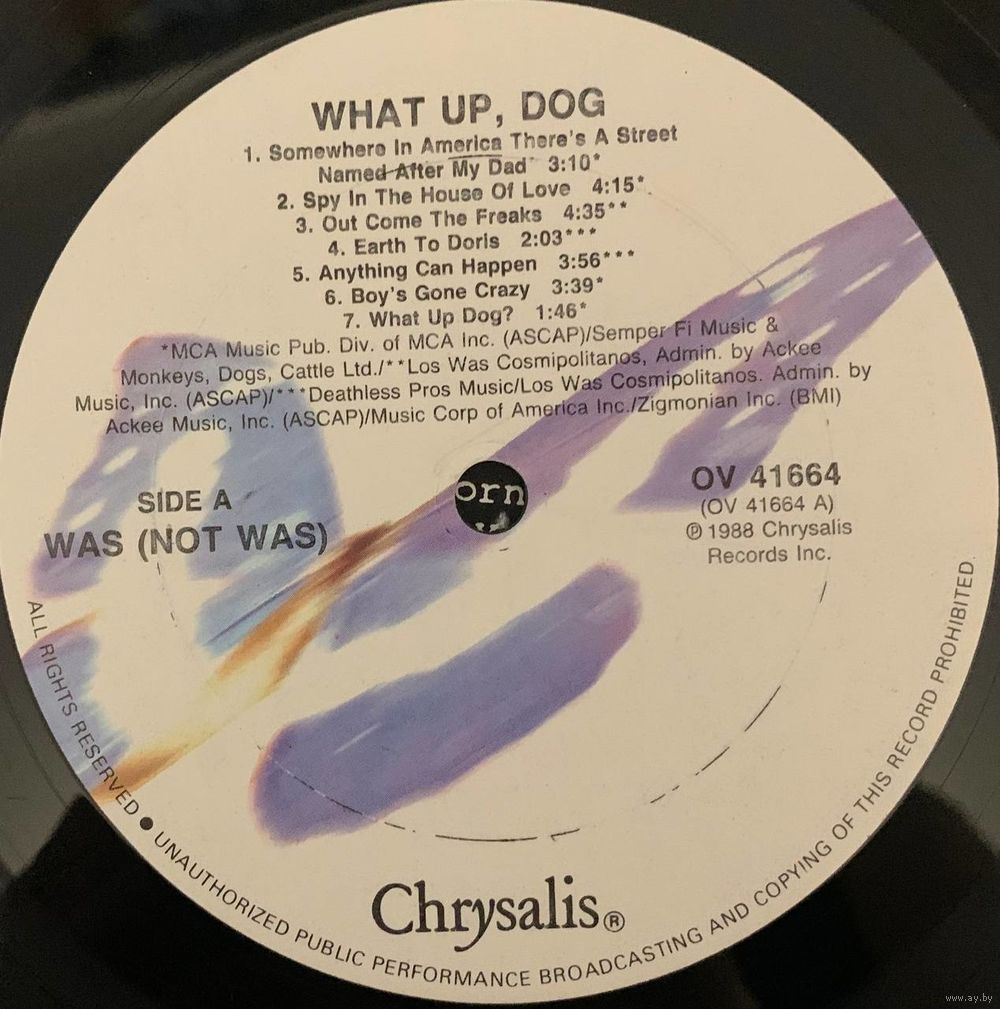 WHAT UP, DOG
1. Somewhere In America There's A Street
Named After My Dad 3:10*
2. Spy In The House Of Love 4:15*
3. Out Come The Freaks 4:35**
4. Earth To Doris 2:03***
5. Anything Can Happen 3:56***
6. Boy's Gone Crazy 3:39*
7. What Up Dog? 1:46*
*MCA Music Pub. Div. of MCA Inc. (ASCAP)/Semper Fi Music &
Monkeys, Dogs, Cattle Ltd./**Los Was Cosmipolitanos, Admin. by Ackee
Music, Inc. (ASCAP)/***Deathless Pros Music/Los Was Cosmipolitanos. Admin. by
Ackee Music, Inc. (ASCAP)/Music Corp of America Inc./Zigmonian Inc. (BMI)
SIDE A
WAS (NOT WAS)
orn
OV 41664
(OV 41664 A)
℗ 1988 Chrysalis
Records Inc.
Chrysalis®
ALL RIGHTS RESERVED ● UNAUTHORIZED PUBLIC PERFORMANCE BROADCASTING AND COPYING OF THIS RECORD PROHIBITED
www.ay.by